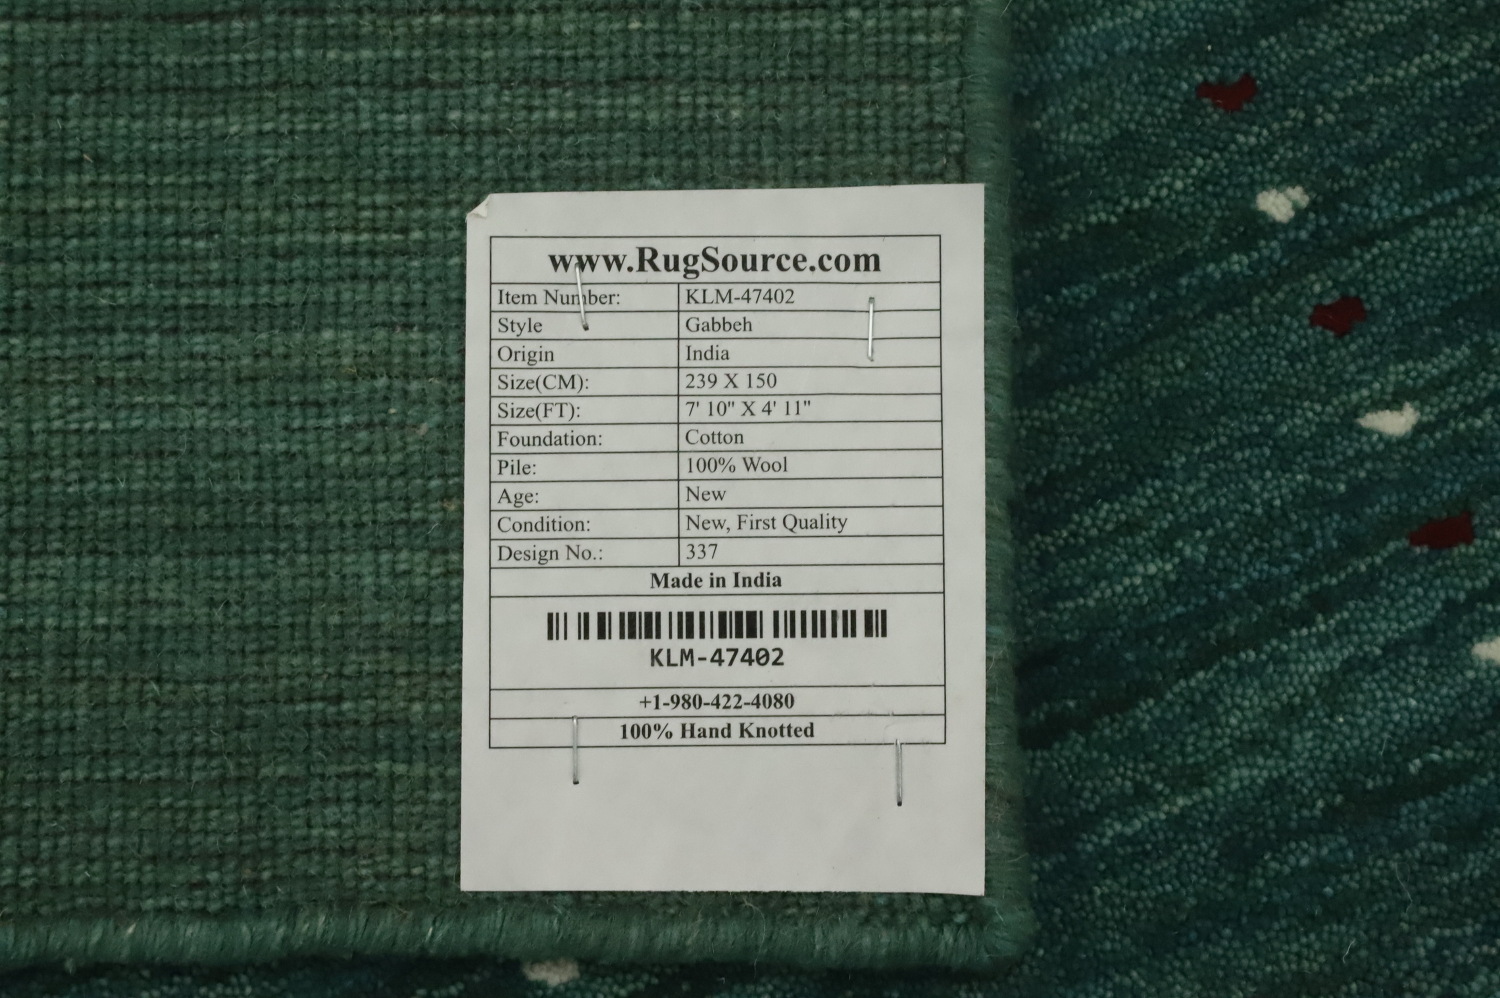 www.RugSource.com
Item Number: KLM-47402
Style Gabbeh
Origin India
Size(CM): 239 X 150
Size(FT): 7' 10" X 4' 11"
Foundation: Cotton
Pile: 100% Wool
Age: New
Condition: New, First Quality
Design No.: 337
Made in India
KLM-47402
+1-980-422-4080
100% Hand Knotted